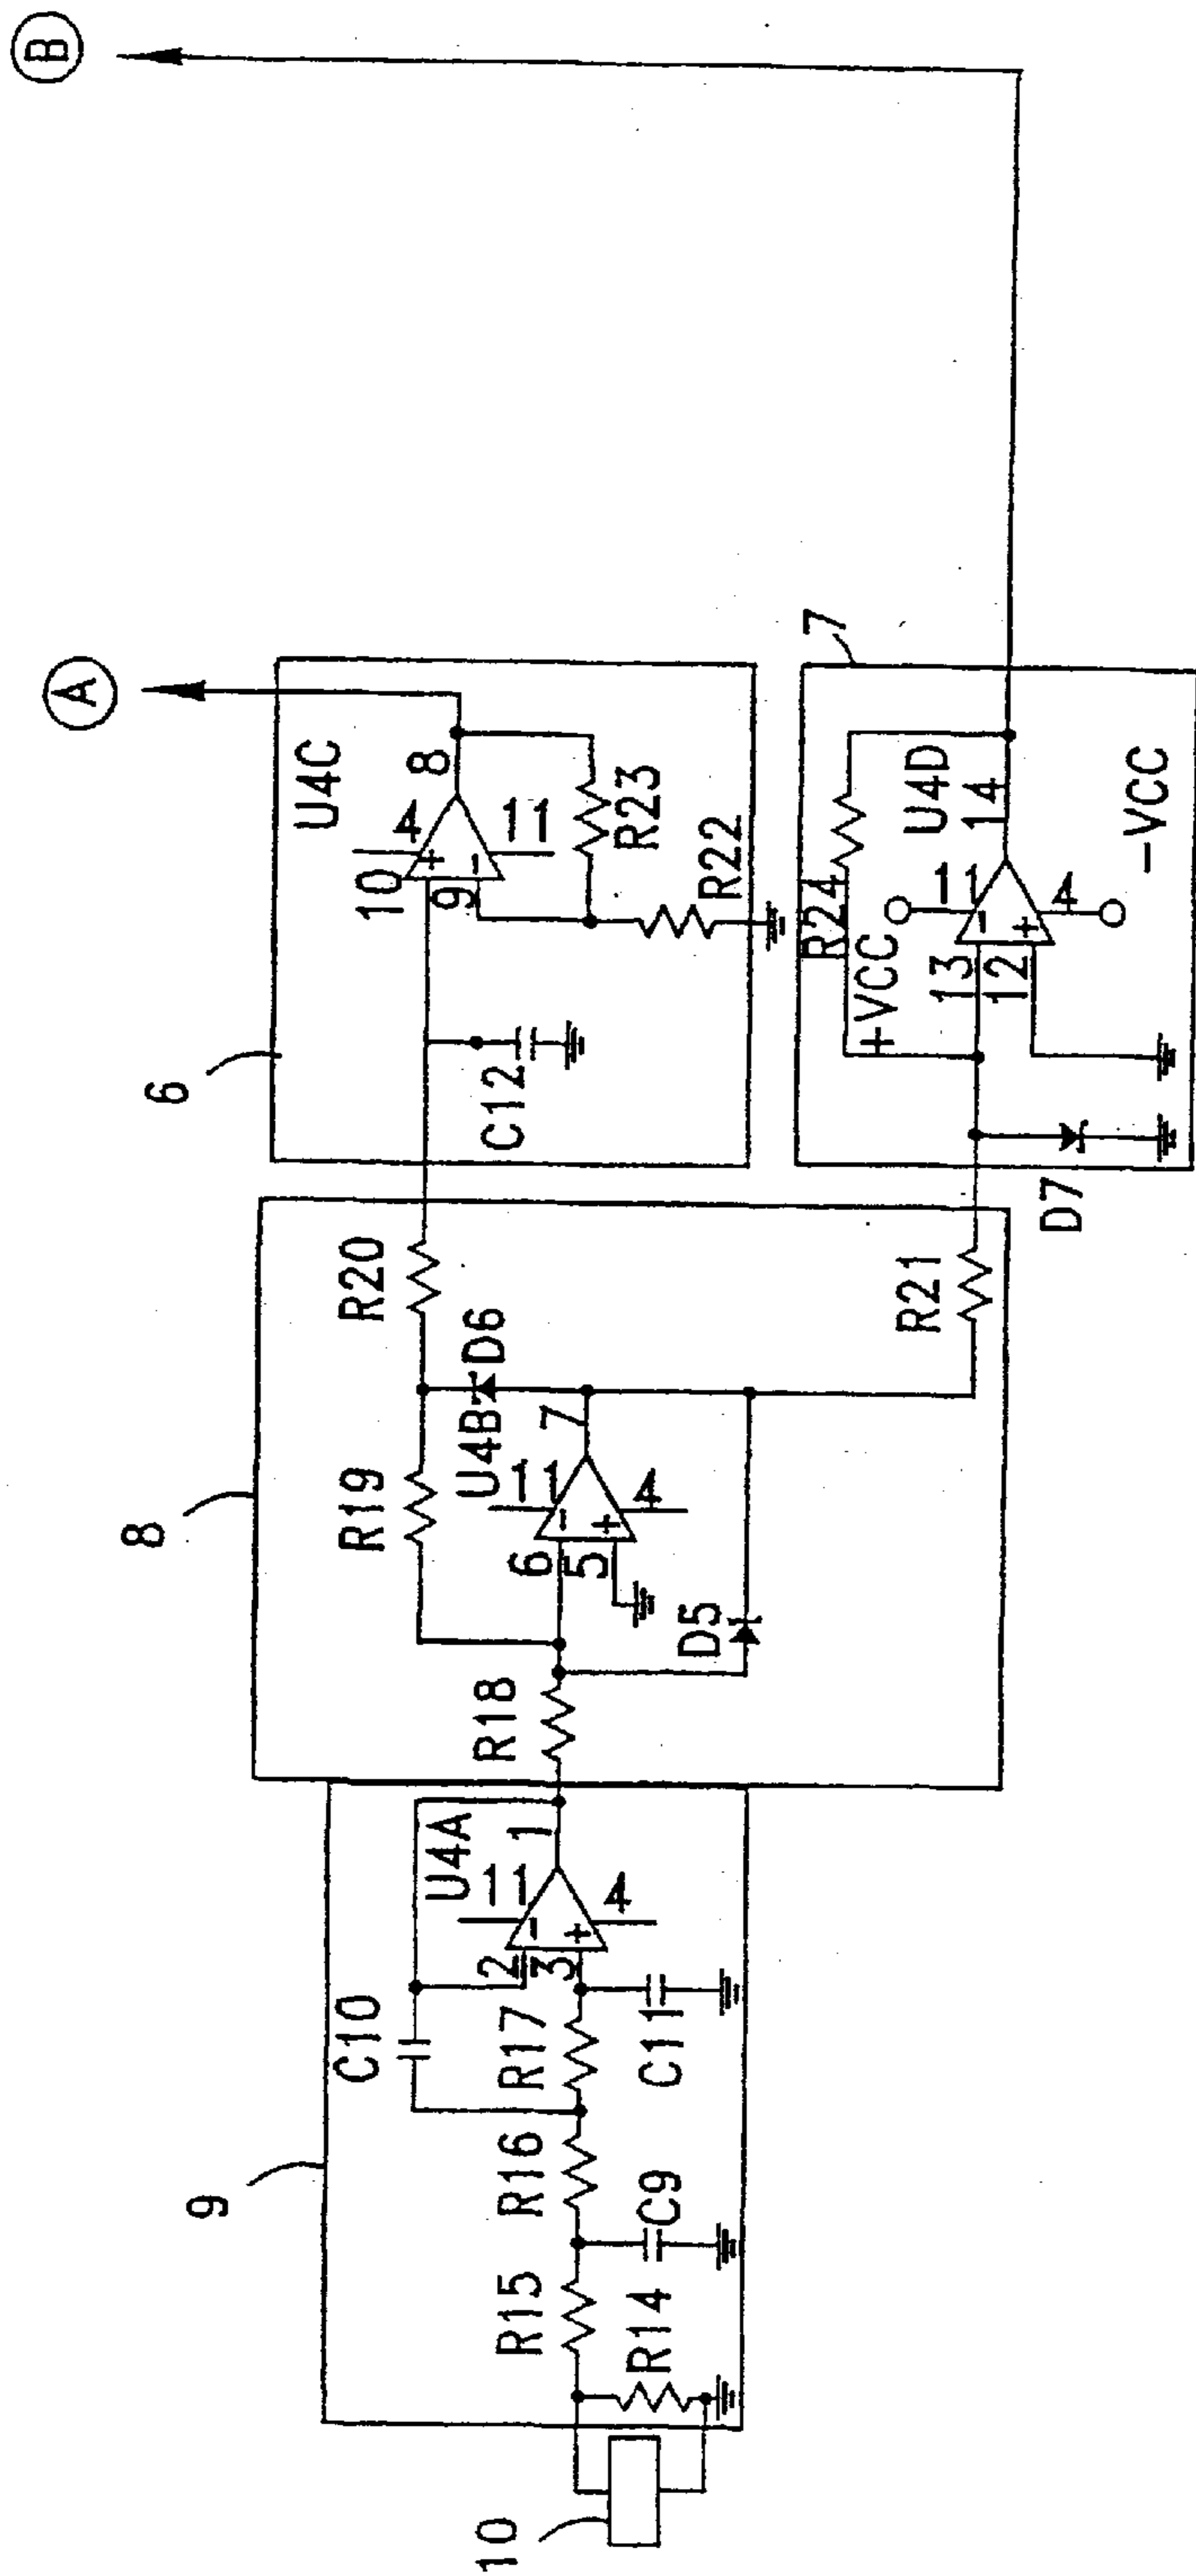 10
9
R14
R15
C9
R16
C10
R17
C11
2
3
-
+
11
4
U4A
1
8
R18
R19
6
5
-
+
11
4
U4B
7
D5
D6
R20
R21
6
C12
10
9
+
-
4
11
U4C
8
R23
R22
A
7
D7
R24
+VCC
13
12
-
+
11
4
U4D
14
-VCC
B